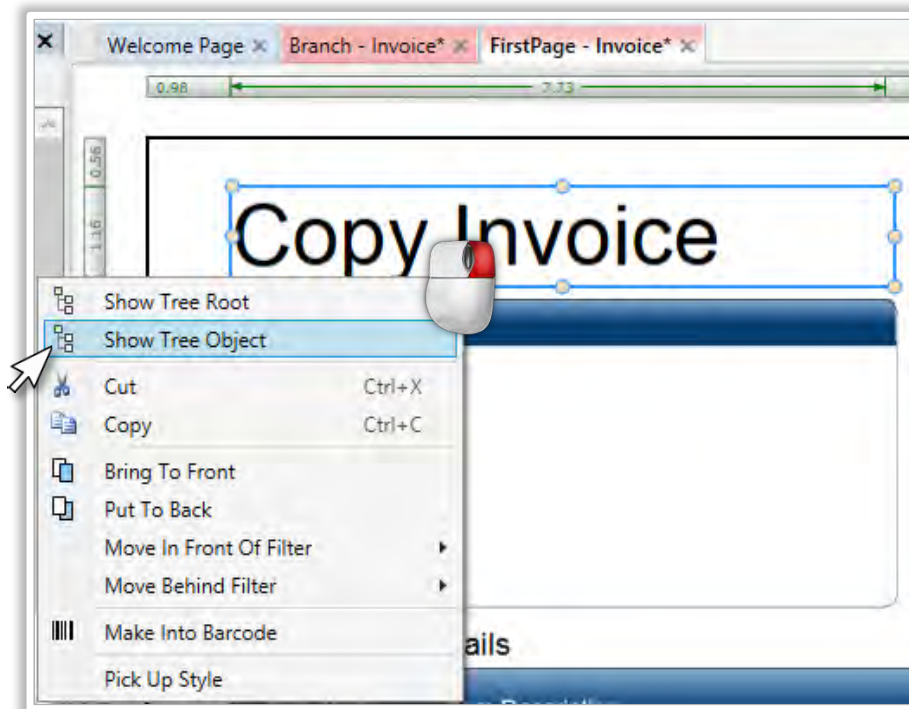 Welcome Page Branch - Invoice* FirstPage - Invoice*
0.98 7.73
0.56
1.16
Copy Invoice
Show Tree Root
Show Tree Object
Cut Ctrl+X
Copy Ctrl+C
Bring To Front
Put To Back
Move In Front Of Filter
Move Behind Filter
Make Into Barcode
ails
Pick Up Style